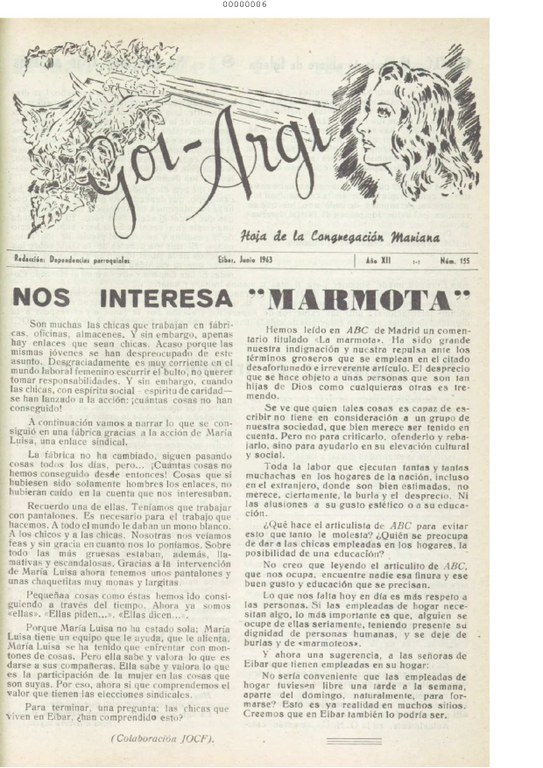 00000006
Goi-Argi
Hoja de la Congregación Mariana
Redacción: Dependencias parroquiales
Eibar, Junio 1963
Año XII
Núm. 155
NOS INTERESA
Son muchas las chicas que trabajan en fábri-
cas, oficinas, almacenes. Y sin embargo, apenas
hay enlaces que sean chicas. Acaso porque las
mismas jóvenes se han despreocupado de este
asunto. Desgraciadamente es muy corriente en el
mundo laboral femenino escurrir el bulto, no querer
tomar responsabilidades. Y sin embargo, cuando
las chicas, con espíritu social - espíritu de caridad—
se han lanzado a la acción: ¡cuántas cosas no han
conseguido!
A continuación vamos a narrar lo que se con-
siguió en una fábrica gracias a la acción de María
Luisa, una enlace sindical.
La fábrica no ha cambiado, siguen pasando
cosas todos los días, pero... ¡Cuántas cosas no
hemos conseguido desde entonces! Cosas que si
hubiesen sido solamente hombres los enlaces, no
hubieran caído en la cuenta que nos interesaban.
Recuerdo una de ellas. Teníamos que trabajar
con pantalones. Es necesario para el trabajo que
hacemos. A todo el mundo le daban un mono blanco.
A los chicos y a las chicas. Nosotras nos veíamos
feas y sin gracia en cuanto nos lo poníamos. Sobre
todo las más gruesas estaban, además, lla-
mativas y escandalosas. Gracias a la intervención
de María Luisa ahora tenemos unos pantalones y
unas chaquetitas muy monas y largitas.
Pequeñas cosas como éstas hemos ido consi-
guiendo a través del tiempo. Ahora ya somos
«ellas». «Ellas piden...», «Ellas dicen...».
Porque María Luisa no ha estado sola; María
Luisa tiene un equipo que le ayuda, que le alienta.
María Luisa se ha tenido que enfrentar con mon-
tones de cosas. Pero ella sabe y valora lo que es
darse a sus compañeras. Ella sabe y valora lo que
es la participación de la mujer en las cosas que
son suyas. Por eso, ahora sí que comprendemos el
valor que tienen las elecciones sindicales.
Para terminar, una pregunta: las chicas que
viven en Eibar, ¿han comprendido esto?
(Colaboración JOCF).
"MARMOTA"
Hemos leído en ABC de Madrid un comen-
tario titulado «La marmota». Ha sido grande
nuestra indignación y nuestra repulsa ante los
términos groseros que se emplean en el citado
desafortunado e irreverente artículo. El desprecio
que se hace objeto a unas personas que son tan
hijas de Dios como cualquieras otras es tre-
mendo.
Se ve que quien tales cosas es capaz de es-
cribir no tiene en consideración a un grupo de
nuestra sociedad, que bien merece ser tenido en
cuenta. Pero no para criticarlo, ofenderlo y reba-
jarlo, sino para ayudarlo en su elevación cultural
y social.
Toda la labor que ejecutan tantas y tantas
muchachas en los hogares de la nación, incluso
en el extranjero, donde son bien estimadas, no
merece, ciertamente, la burla y el desprecio. Ni
las alusiones a su gusto estético o a su educa-
ción.
¿Qué hace el articulista de ABC para evitar
esto que tanto le molesta? ¿Quién se preocupa
de dar a las chicas empleadas en los hogares, la
posibilidad de una educación?
No creo que leyendo el articulito de ABC,
que nos ocupa, encuentre nadie esa finura y ese
buen gusto y educación que se precisan.
Lo que nos falta hoy en día es más respeto a
las personas. Si las empleadas de hogar nece-
sitan algo, lo más importante es que, alguien se
ocupe de ellas seriamente, teniendo presente su
dignidad de personas humanas, y se deje de
burlas y de «marmoteos».
Y ahora una sugerencia, a las señoras de
Eibar que tienen empleadas en su hogar:
No sería conveniente que las empleadas de
hogar tuviesen libre una tarde a la semana,
aparte del domingo, naturalmente, para for-
marse? Esto es ya realidad en muchos sitios.
Creemos que en Eibar también lo podría ser.